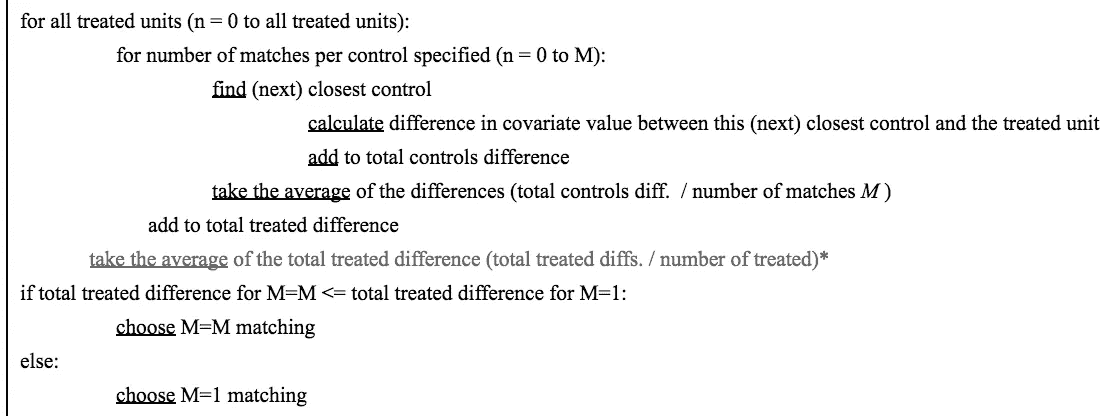 for all treated units (n = 0 to all treated units):
for number of matches per control specified (n = 0 to M):
find (next) closest control
calculate difference in covariate value between this (next) closest control and the treated unit
add to total controls difference
take the average of the differences (total controls diff. / number of matches M )
add to total treated difference
take the average of the total treated difference (total treated diffs. / number of treated)*
if total treated difference for M=M <= total treated difference for M=1:
choose M=M matching
else:
choose M=1 matching